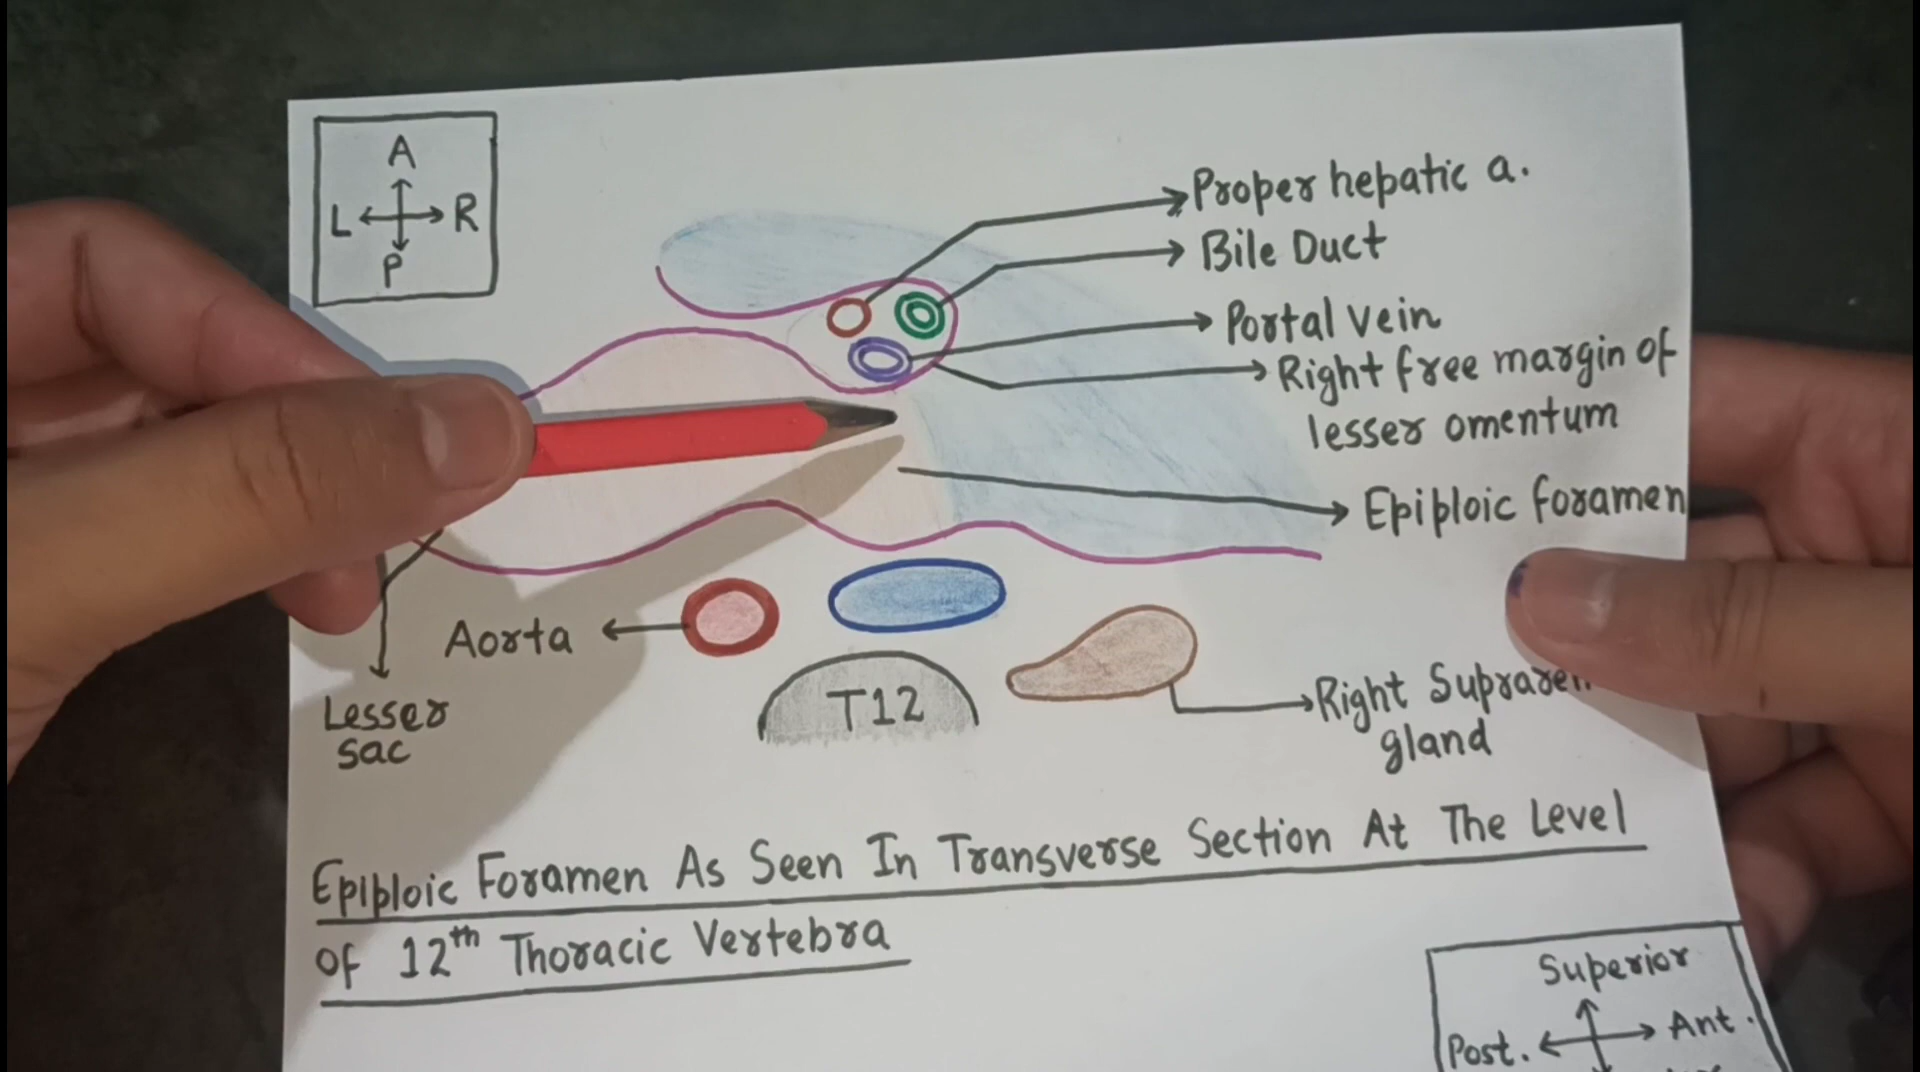 A
L R
P
Proper hepatic a.
Bile Duct
Portal vein
Right free margin of
lesser omentum
Epiploic foramen
Aorta
T12
Lesser
sac
Right
gland
Epiploic Foramen As Seen In Transverse Section At The Level
of 12th Thoracic Vertebra
Superior
Post. Ant.